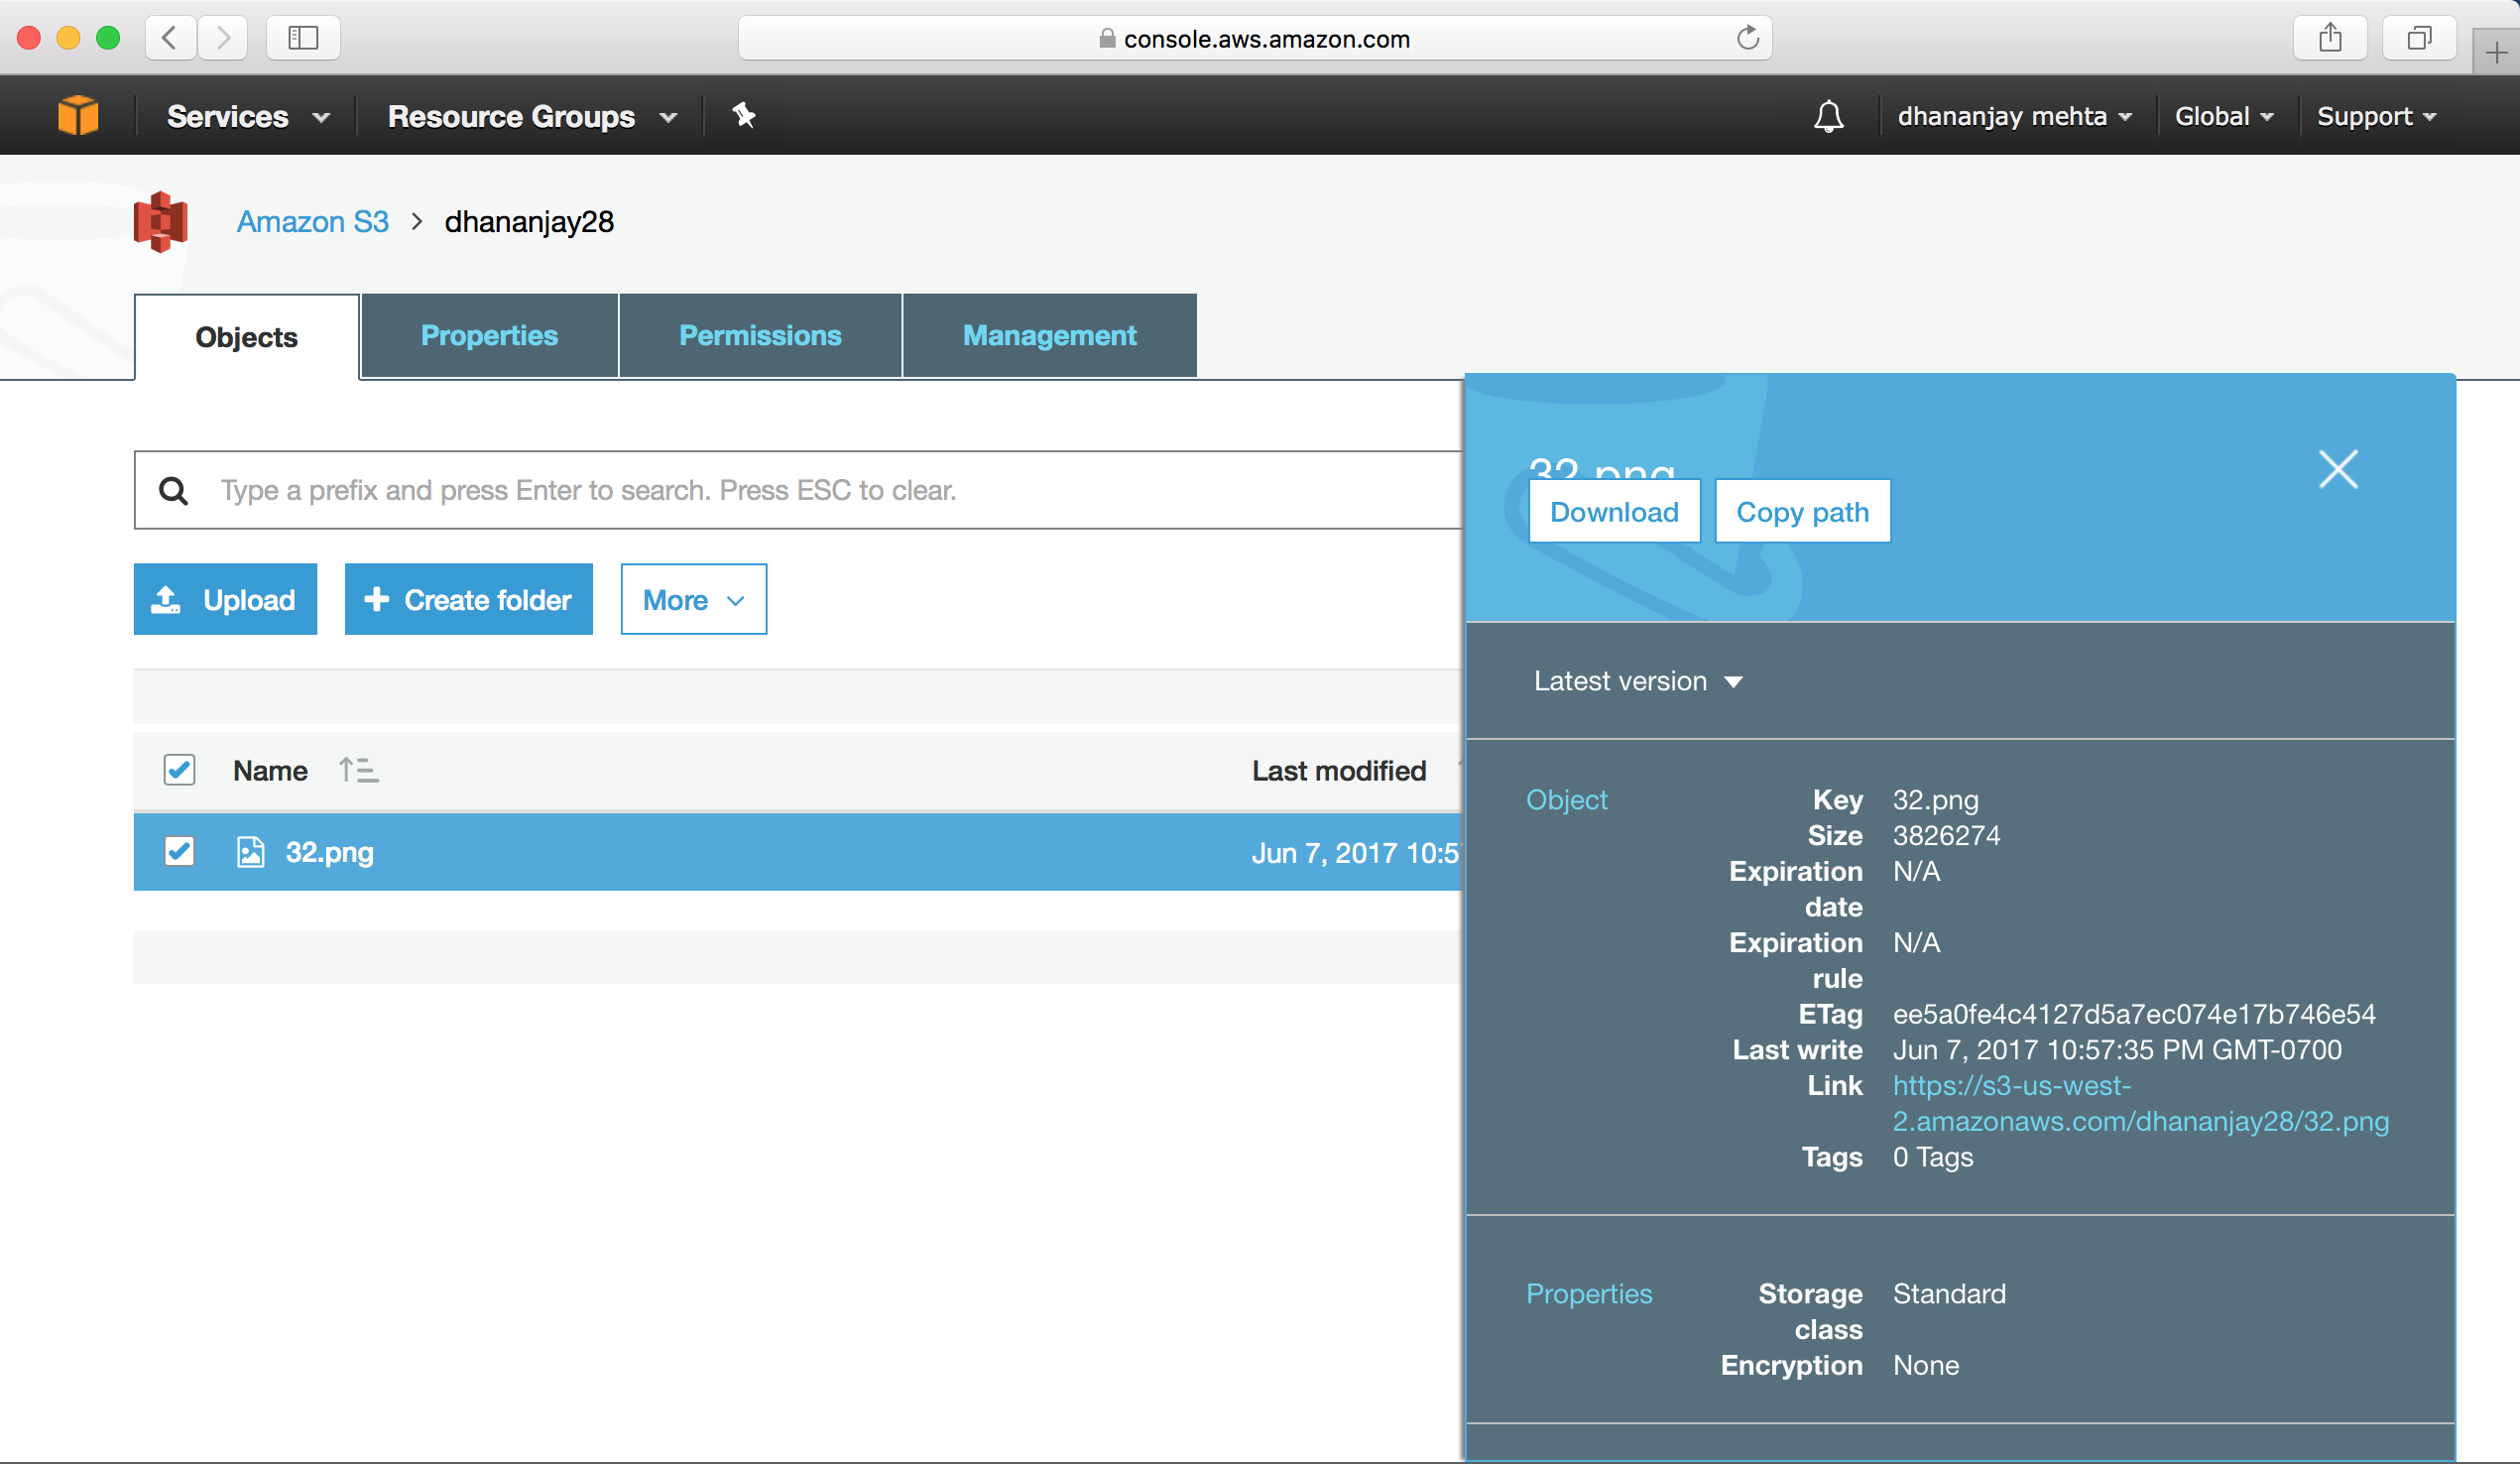 console.aws.amazon.com
Services
Resource Groups
dhananjay mehta
Global
Support
Amazon S3 > dhananjay28
Objects
Properties
Permissions
Management
Type a prefix and press Enter to search. Press ESC to clear.
Upload
Create folder
More
Name
Last modified
32.png
Jun 7, 2017 10:5
32.png
Download
Copy path
Latest version
Object
Key 32.png
Size 3826274
Expiration N/A
date
Expiration N/A
rule
ETag ee5a0fe4c4127d5a7ec074e17b746e54
Last write Jun 7, 2017 10:57:35 PM GMT-0700
Link https://s3-us-west-
2.amazonaws.com/dhananjay28/32.png
Tags 0 Tags
Properties
Storage Standard
class
Encryption None